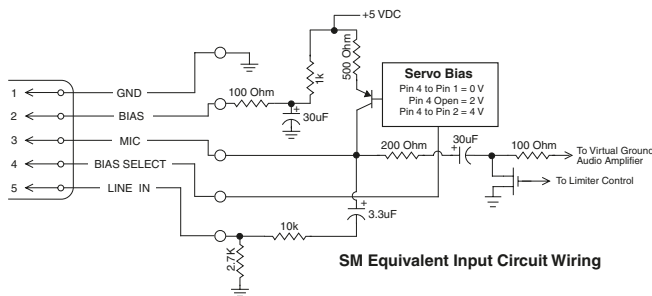 +5 VDC
500 Ohm
1k
Servo Bias
Pin 4 to Pin 1 = 0 V
Pin 4 Open = 2 V
Pin 4 to Pin 2 = 4 V
1 GND
2 BIAS
3 MIC
4 BIAS SELECT
5 LINE IN
100 Ohm
+
30uF
200 Ohm
30uF
+
100 Ohm
To Virtual Ground
Audio Amplifier
To Limiter Control
+
3.3uF
10k
2.7K
SM Equivalent Input Circuit Wiring